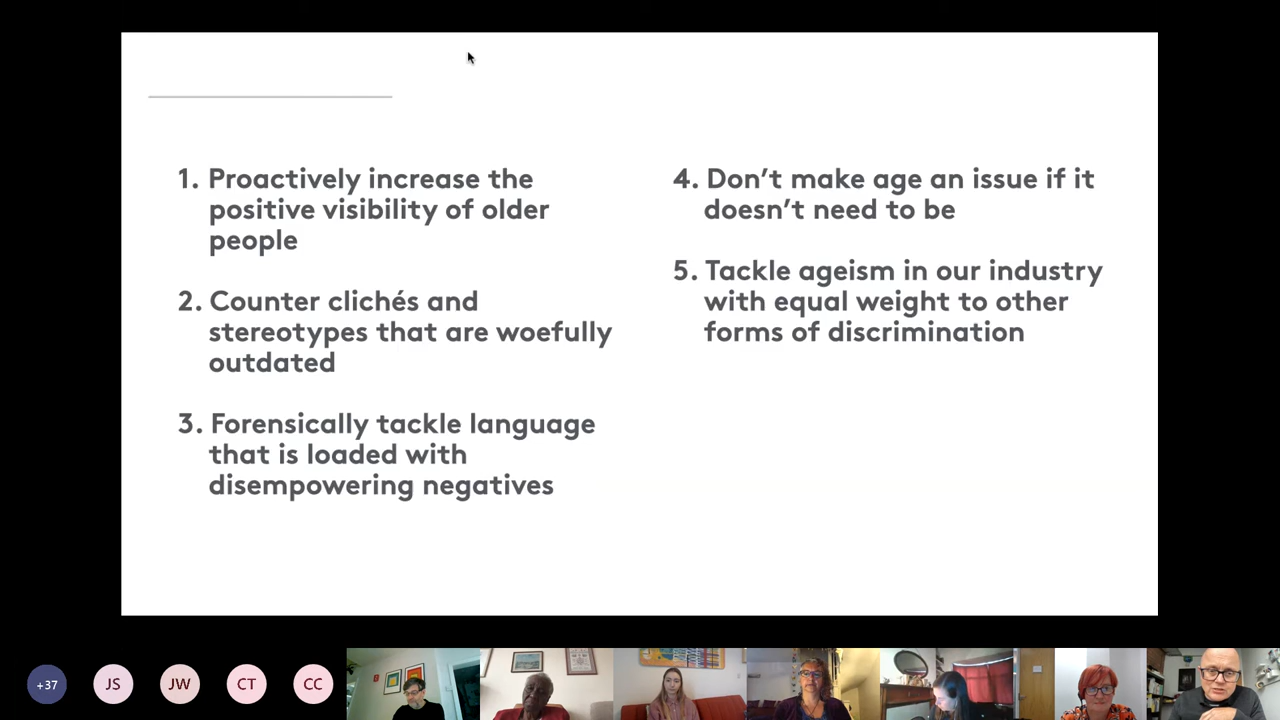 1. Proactively increase the
positive visibility of older
people
2. Counter clichés and
stereotypes that are woefully
outdated
3. Forensically tackle language
that is loaded with
disempowering negatives
4. Don’t make age an issue if it
doesn’t need to be
5. Tackle ageism in our industry
with equal weight to other
forms of discrimination
+37
JS
JW
CT
CC